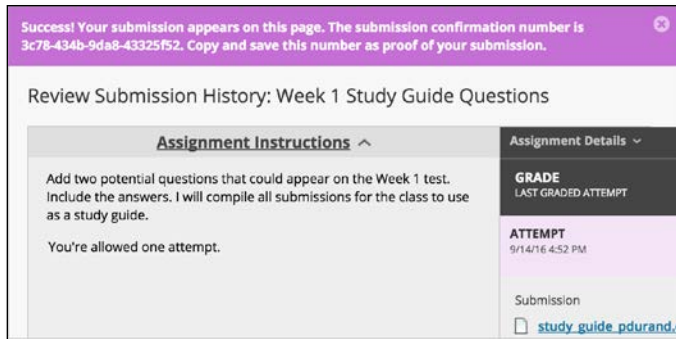 Success! Your submission appears on this page. The submission confirmation number is
3c78-434b-9da8-43325f52. Copy and save this number as proof of your submission.
Review Submission History: Week 1 Study Guide Questions
Assignment Instructions
Add two potential questions that could appear on the Week 1 test.
Include the answers. I will compile all submissions for the class to use
as a study guide.
You're allowed one attempt.
Assignment Details
GRADE
LAST GRADED ATTEMPT
ATTEMPT
9/14/16 4:52 PM
Submission
study_guide_pdurand.